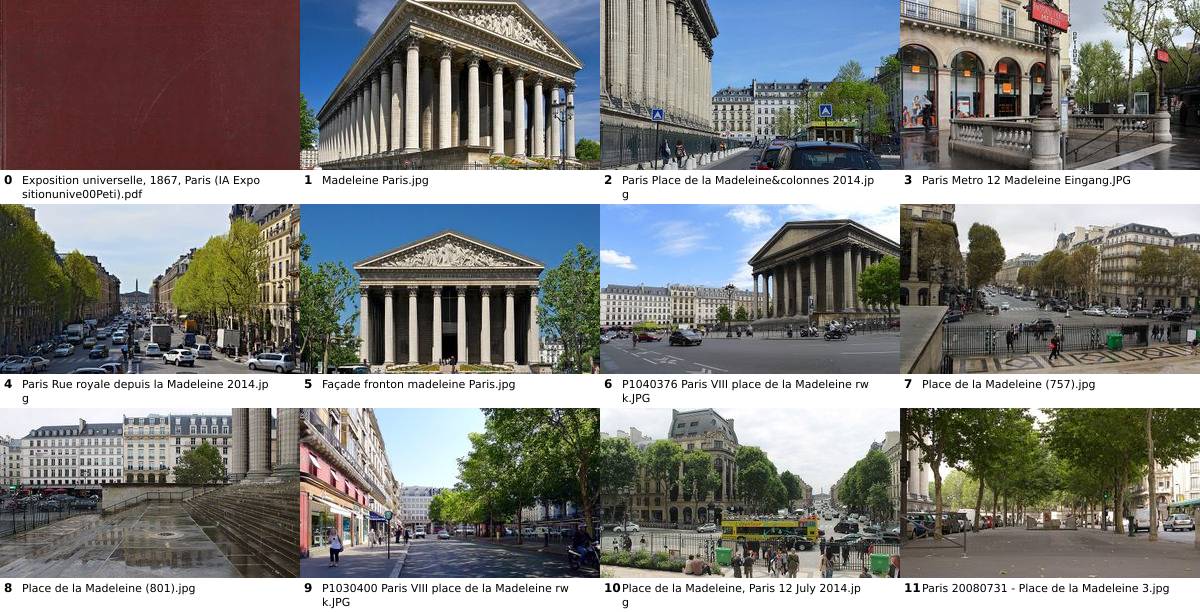 METRO
0 Exposition universelle, 1867, Paris (IA Expo
sitionunive00Peti).pdf
1 Madeleine Paris.jpg
2 Paris Place de la Madeleine&colonnes 2014.jp
g
3 Paris Metro 12 Madeleine Eingang.JPG
4 Paris Rue royale depuis la Madeleine 2014.jp
g
5 Façade fronton madeleine Paris.jpg
6 P1040376 Paris VIII place de la Madeleine rw
k.JPG
7 Place de la Madeleine (757).jpg
8 Place de la Madeleine (801).jpg
9 P1030400 Paris VIII place de la Madeleine rw
k.JPG
10 Place de la Madeleine, Paris 12 July 2014.jp
g
11 Paris 20080731 - Place de la Madeleine 3.jpg